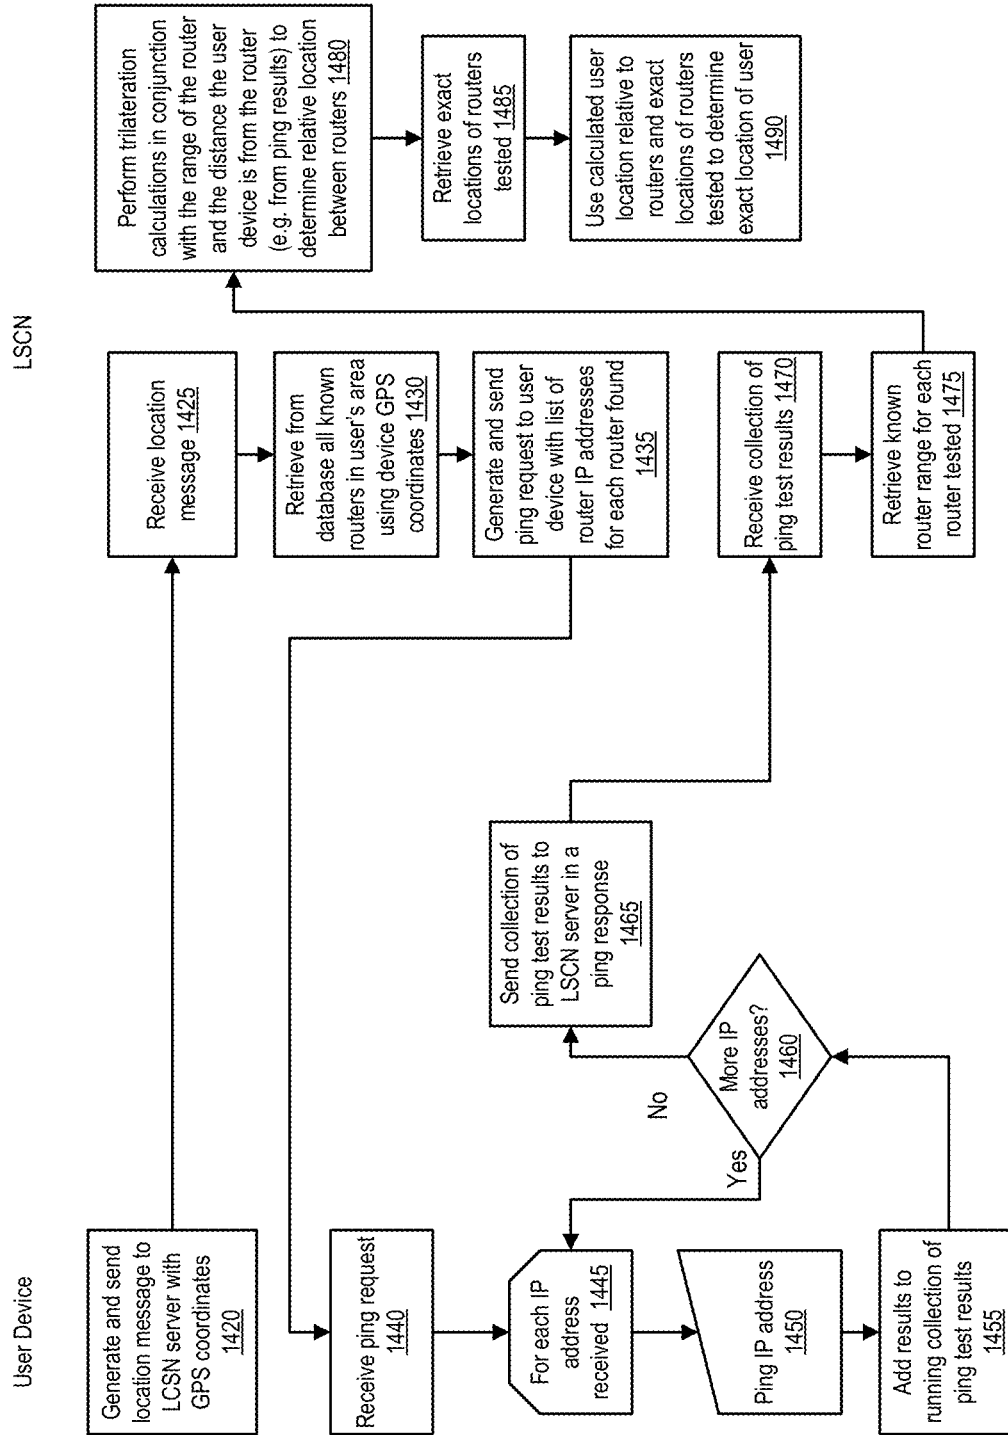 User Device
LSCN
Generate and send
location message to
LCSN server with
GPS coordinates
1420
Receive location
message 1425
Retrieve from
database all known
routers in user's area
using device GPS
coordinates 1430
Generate and send
ping request to user
device with list of
router IP addresses
for each router found
1435
Receive ping request
1440
For each IP
address
received 1445
Ping IP address
1450
Add results to
running collection of
ping test results
1455
More IP
addresses?
1460
Yes
No
Send collection of
ping test results to
LSCN server in a
ping response
1465
Receive collection of
ping test results 1470
Retrieve known
router range for each
router tested 1475
Perform trilateration
calculations in conjunction
with the range of the router
and the distance the user
device is from the router
(e.g. from ping results) to
determine relative location
between routers 1480
Retrieve exact
locations of routers
tested 1485
Use calculated user
location relative to
routers and exact
locations of routers
tested to determine
exact location of user
1490